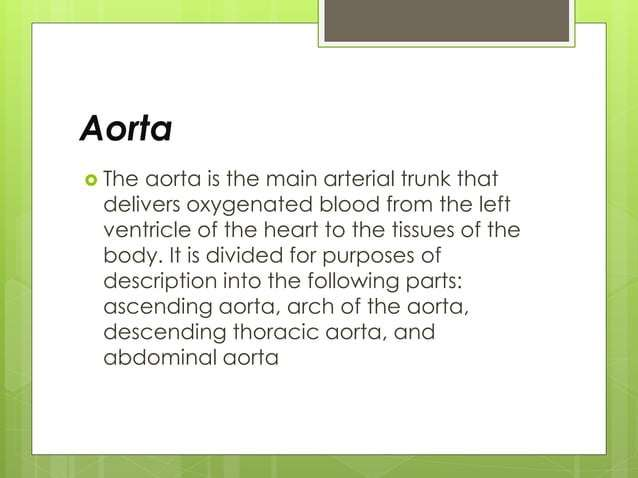 Aorta
The aorta is the main arterial trunk that
delivers oxygenated blood from the left
ventricle of the heart to the tissues of the
body. It is divided for purposes of
description into the following parts:
ascending aorta, arch of the aorta,
descending thoracic aorta, and
abdominal aorta